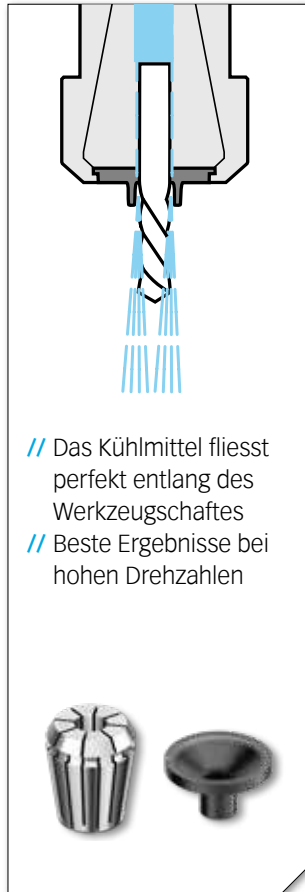 // Das Kühlmittel fliesst
perfekt entlang des
Werkzeugschaftes
// Beste Ergebnisse bei
hohen Drehzahlen